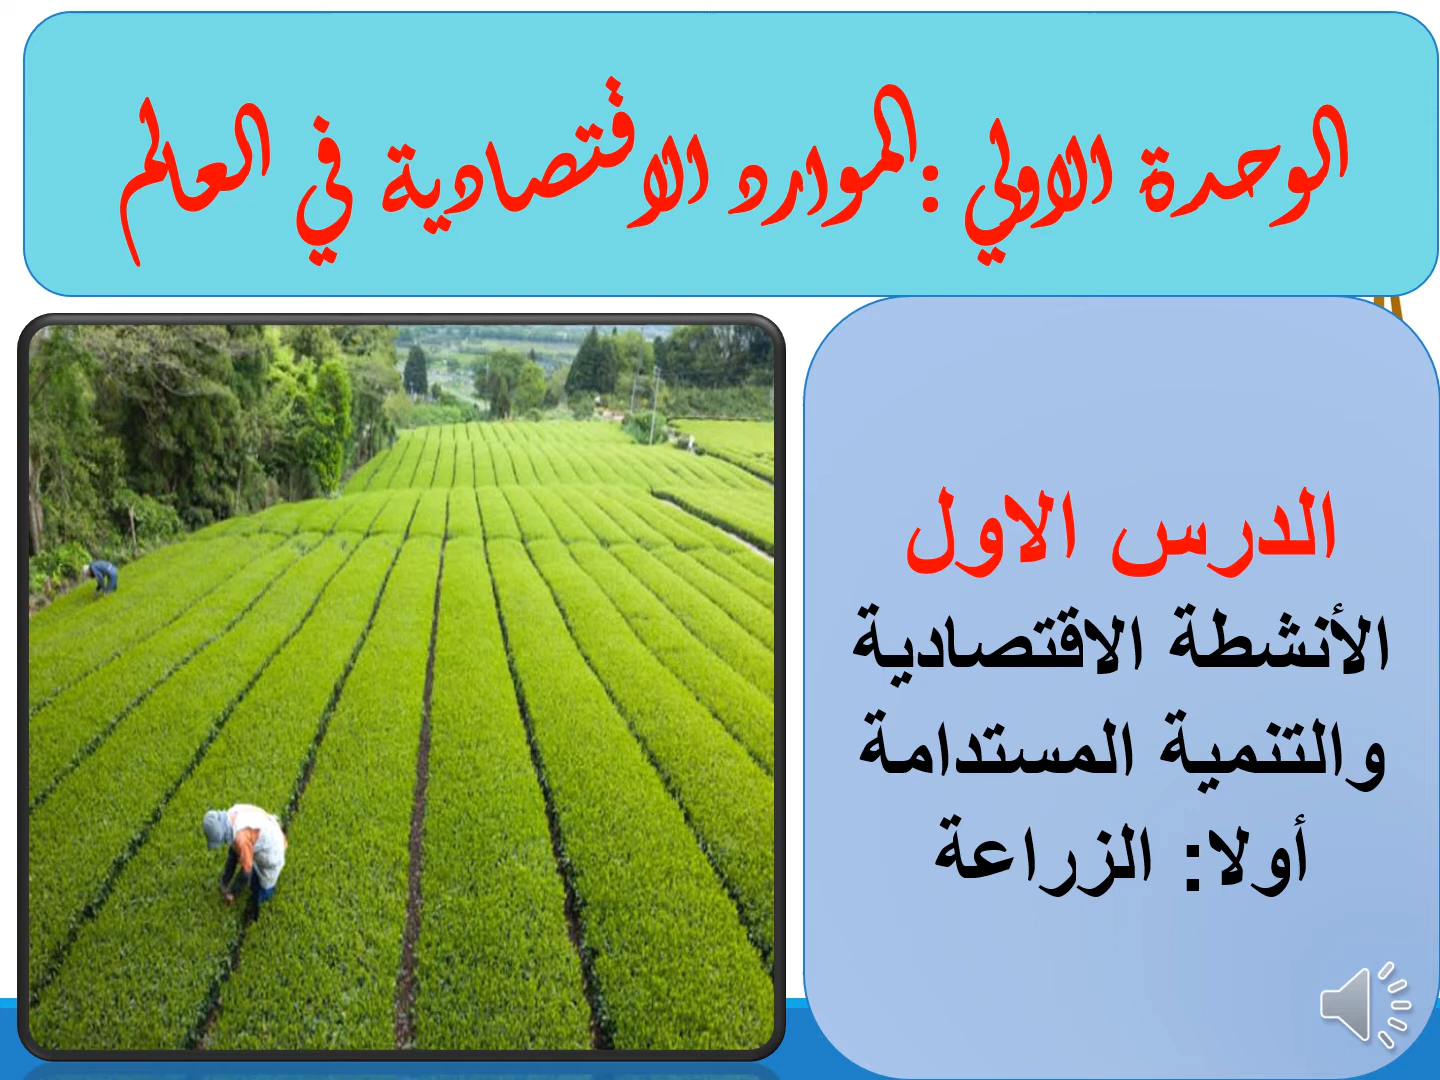 الوحدة الاولي :الموارد الاقتصادية في العالم
الدرس الاول
الأنشطة الاقتصادية
والتنمية المستدامة
أولا: الزراعة